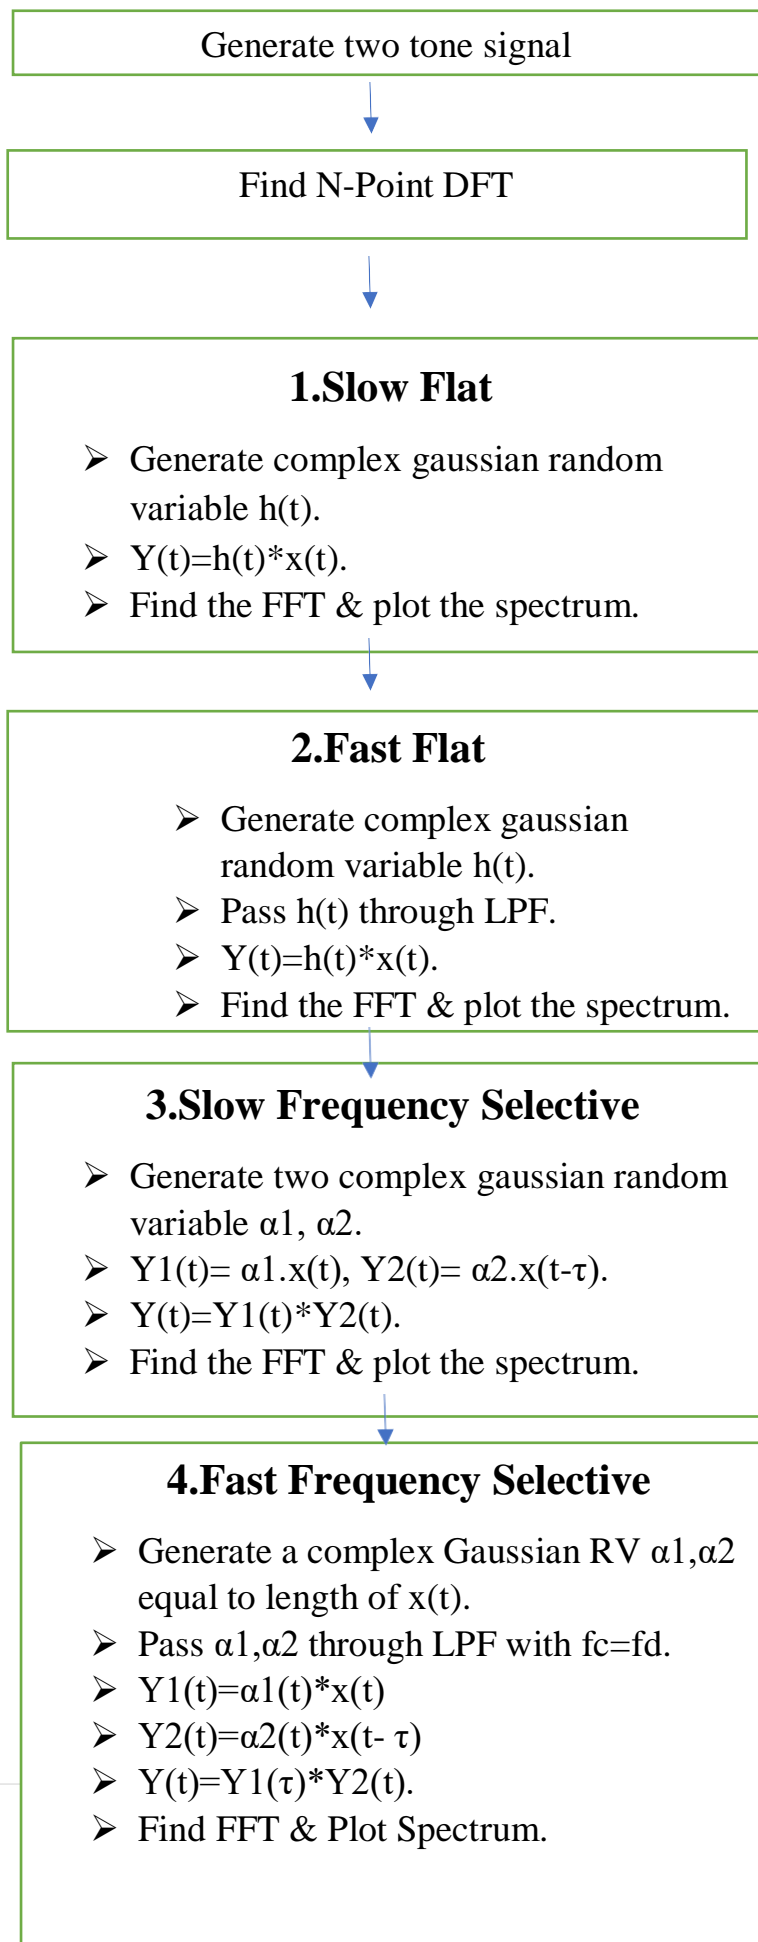 Generate two tone signal
Find N-Point DFT
1.Slow Flat
➢ Generate complex gaussian random
variable h(t).
➢ Y(t)=h(t)*x(t).
➢ Find the FFT & plot the spectrum.
2.Fast Flat
➢ Generate complex gaussian
random variable h(t).
➢ Pass h(t) through LPF.
➢ Y(t)=h(t)*x(t).
➢ Find the FFT & plot the spectrum.
3.Slow Frequency Selective
➢ Generate two complex gaussian random
variable α1, α2.
➢ Y1(t)= α1.x(t), Y2(t)= α2.x(t-τ).
➢ Y(t)=Y1(t)*Y2(t).
➢ Find the FFT & plot the spectrum.
4.Fast Frequency Selective
➢ Generate a complex Gaussian RV α1,α2
equal to length of x(t).
➢ Pass α1,α2 through LPF with fc=fd.
➢ Y1(t)=α1(t)*x(t)
➢ Y2(t)=α2(t)*x(t- τ)
➢ Y(t)=Y1(τ)*Y2(t).
➢ Find FFT & Plot Spectrum.